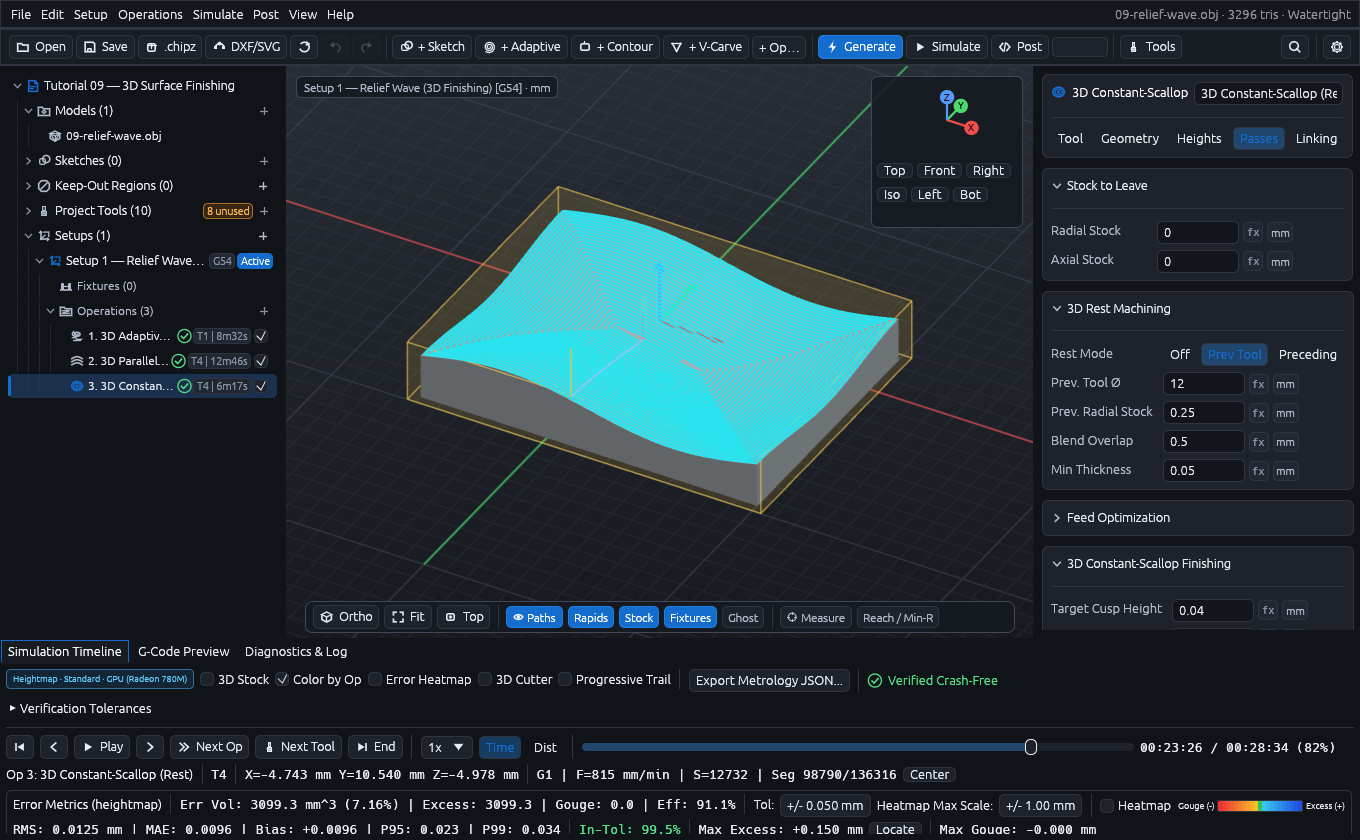 File Edit Setup Operations Simulate Post View Help 09-relief-wave.obj · 3296 tris · Watertight
Open Save .chipz DXF/SVG + Sketch + Adaptive + Contour + V-Carve + Op... Generate Simulate Post Tools
Tutorial 09 — 3D Surface Finishing
Models (1)
09-relief-wave.obj
Sketches (0)
Keep-Out Regions (0)
Project Tools (10) 8 unused
Setups (1)
Setup 1 — Relief Wave... G54 Active
Fixtures (0)
Operations (3)
1. 3D Adaptiv... T1 | 8m32s
2. 3D Parallel... T4 | 12m46s
3. 3D Constan... T4 | 6m17s
Setup 1 — Relief Wave (3D Finishing) [G54] · mm
Z
Y
X
Top Front Right
Iso Left Bot
Ortho Fit Top Paths Rapids Stock Fixtures Ghost Measure Reach / Min-R
3D Constant-Scallop 3D Constant-Scallop (Re
Tool Geometry Heights Passes Linking
Stock to Leave
Radial Stock 0 fx mm
Axial Stock 0 fx mm
3D Rest Machining
Rest Mode Off Prev Tool Preceding
Prev. Tool Ø 12 fx mm
Prev. Radial Stock 0.25 fx mm
Blend Overlap 0.5 fx mm
Min Thickness 0.05 fx mm
Feed Optimization
3D Constant-Scallop Finishing
Target Cusp Height 0.04 fx mm
Simulation Timeline G-Code Preview Diagnostics & Log
Heightmap · Standard · GPU (Radeon 780M) 3D Stock Color by Op Error Heatmap 3D Cutter Progressive Trail Export Metrology JSON... Verified Crash-Free
Verification Tolerances
Play Next Op Next Tool End 1x Time Dist 00:23:26 / 00:28:34 (82%)
Op 3: 3D Constant-Scallop (Rest) T4 X=-4.743 mm Y=10.540 mm Z=-4.978 mm G1 | F=815 mm/min | S=12732 | Seg 98790/136316 Center
Error Metrics (heightmap) Err Vol: 3099.3 mm^3 (7.16%) | Excess: 3099.3 | Gouge: 0.0 | Eff: 91.1% Tol: +/- 0.050 mm Heatmap Max Scale: +/- 1.00 mm Heatmap Gouge (-) Excess (+)
RMS: 0.0125 mm | MAE: 0.0096 | Bias: +0.0096 | P95: 0.023 | P99: 0.034 In-Tol: 99.5% Max Excess: +0.150 mm Locate Max Gouge: -0.000 mm